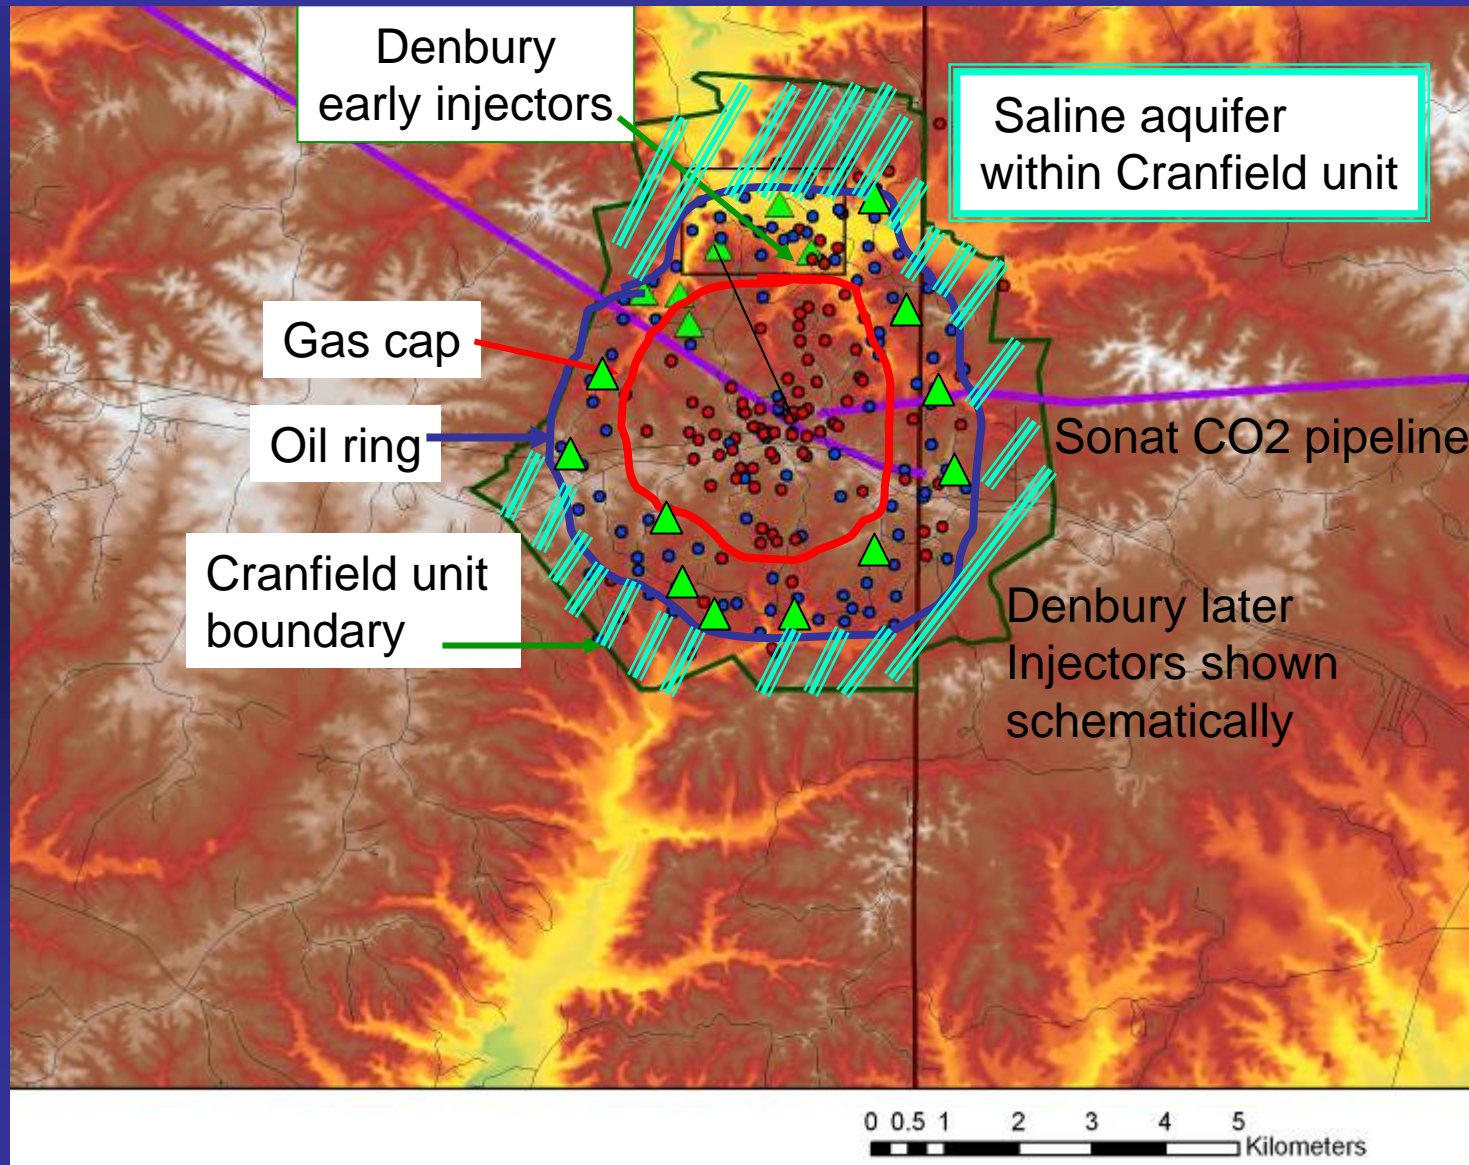 Denbury
early injectors
Saline aquifer
within Cranfield unit
Gas cap
Oil ring
Sonat CO2 pipeline
Cranfield unit
boundary
Denbury later
Injectors shown
schematically
0 0.5 1 2 3 4 5
Kilometers